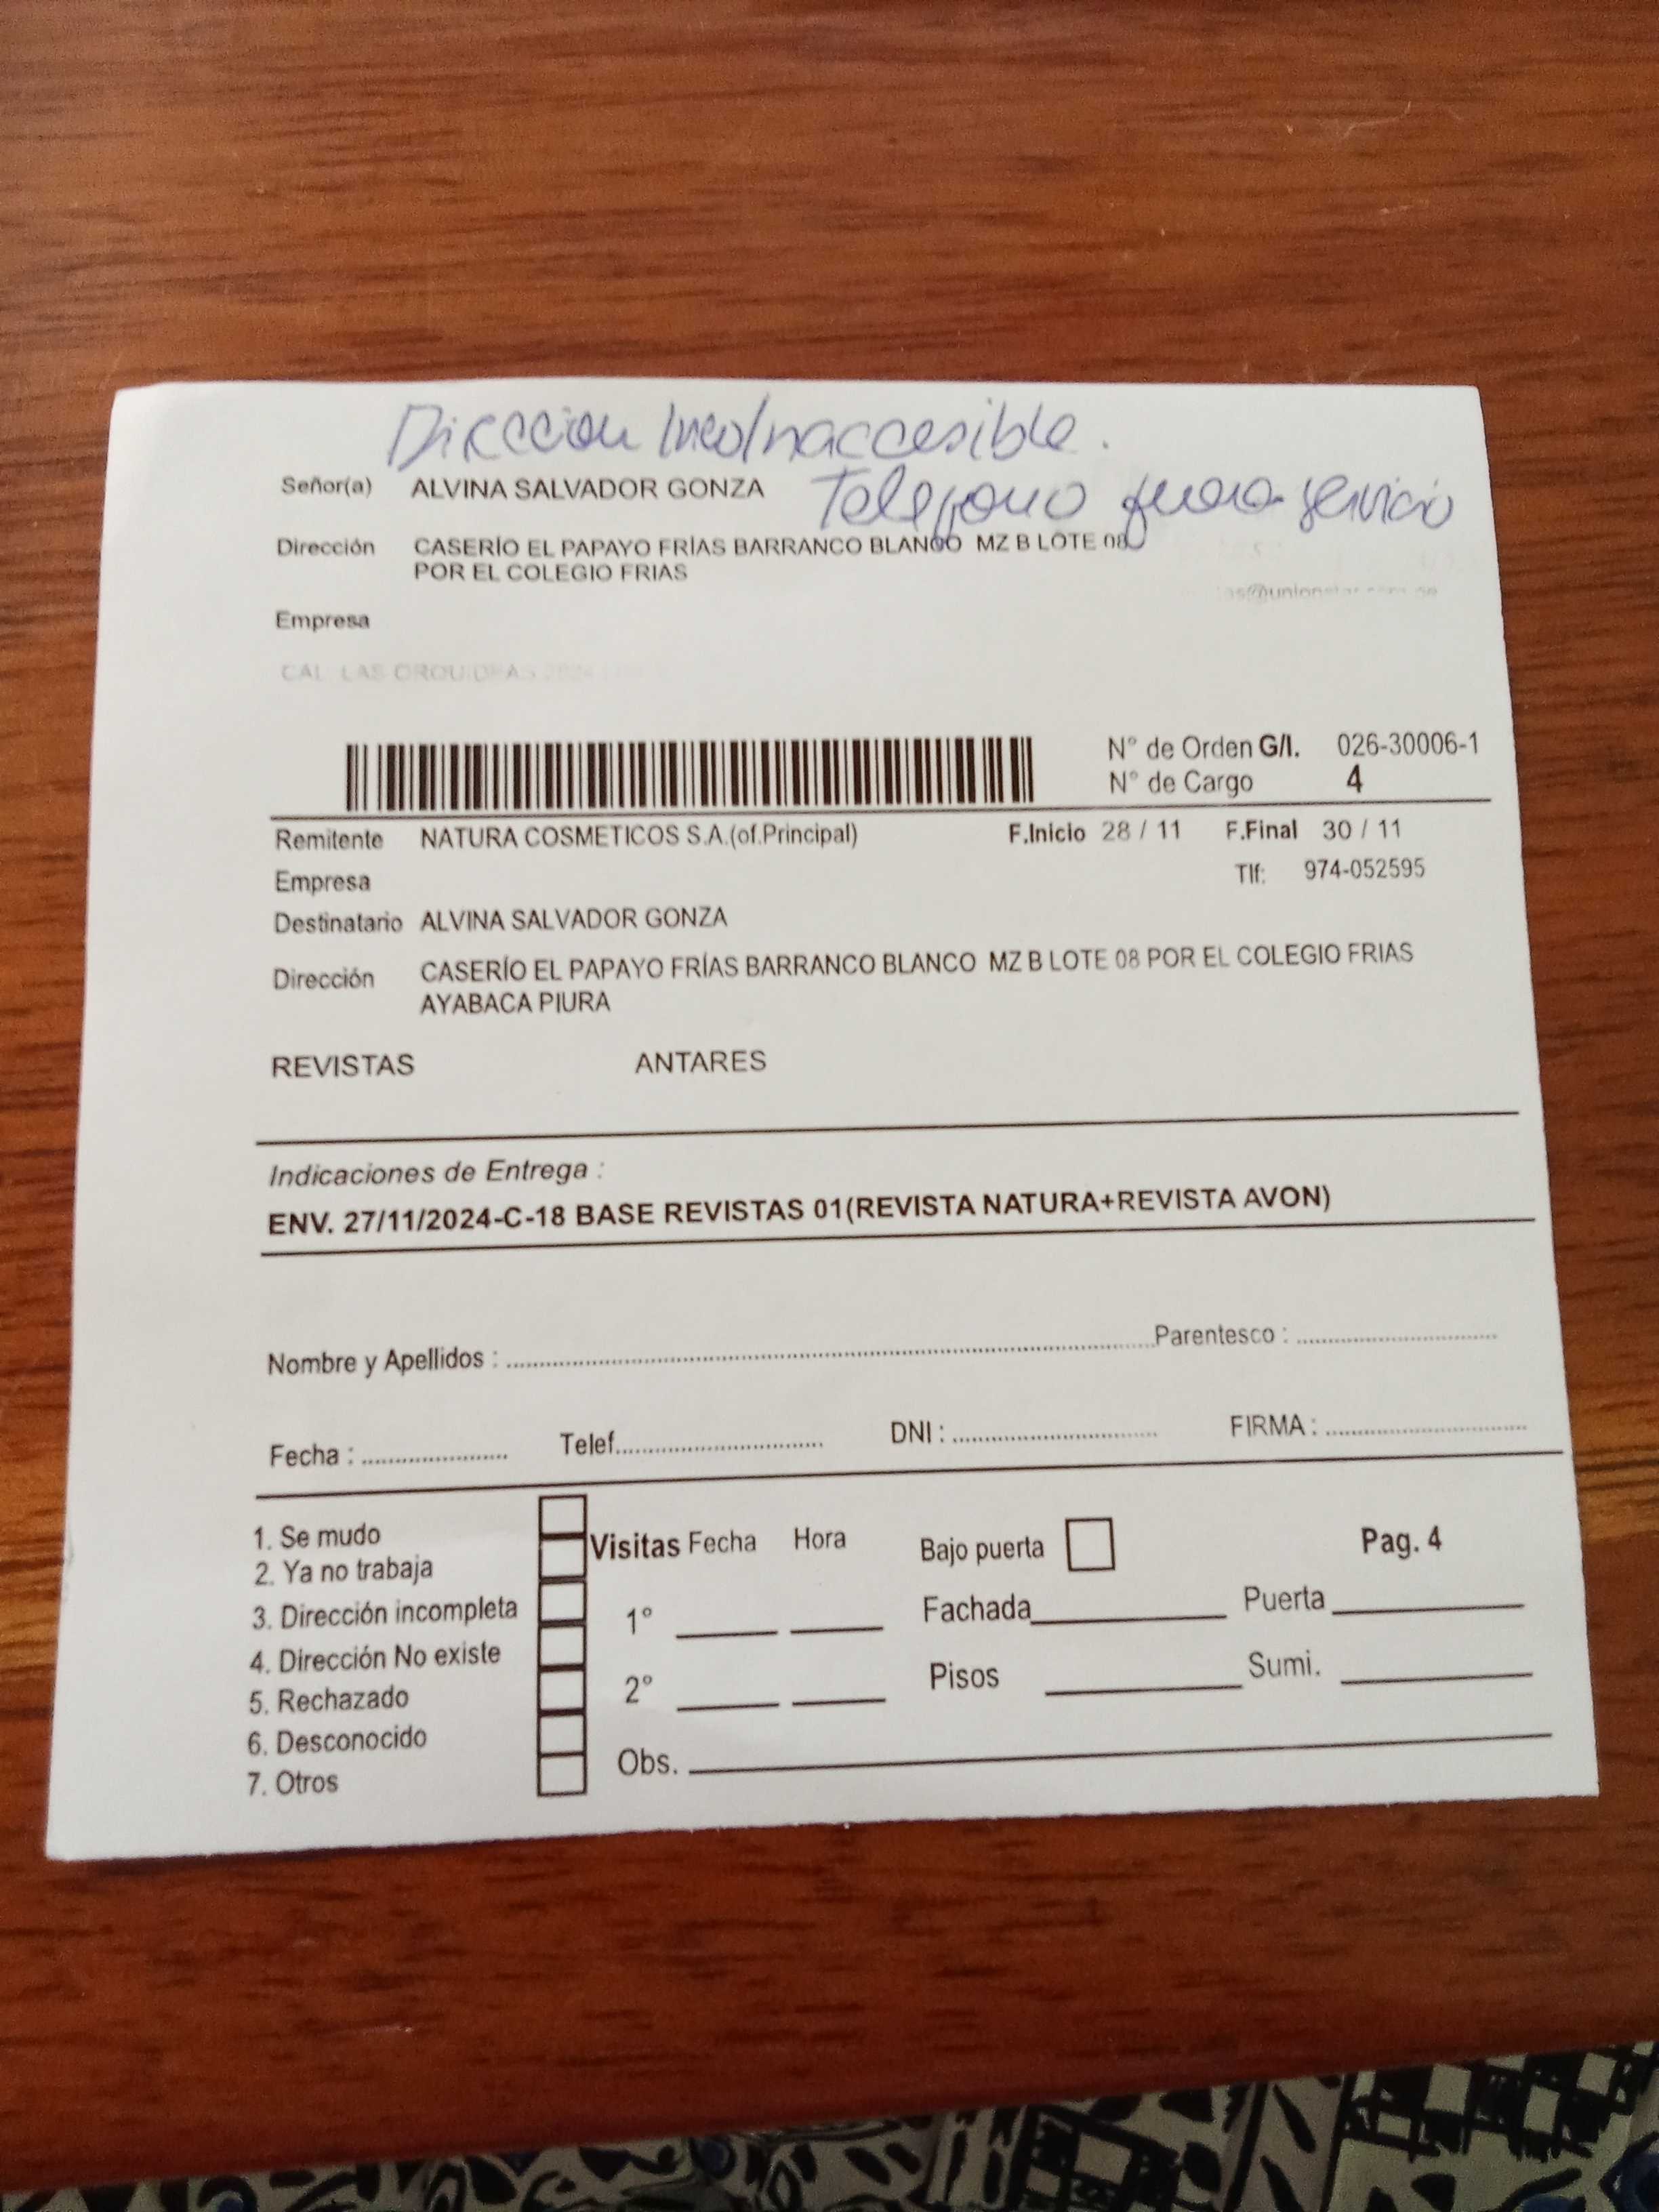 Dirección Inaccesible.
Señor(a) ALVINA SALVADOR GONZA
Telefono fuera servicio
Dirección CASERÍO EL PAPAYO FRÍAS BARRANCO BLANCO MZ B LOTE 08
POR EL COLEGIO FRIAS
Empresa
CAL LAS ORQUIDEAS
N° de Orden G/I. 026-30006-1
N° de Cargo 4
Remitente NATURA COSMETICOS S.A.(of.Principal) F.Inicio 28 / 11 F.Final 30 / 11
Empresa Tlf: 974-052595
Destinatario ALVINA SALVADOR GONZA
Dirección CASERÍO EL PAPAYO FRÍAS BARRANCO BLANCO MZ B LOTE 08 POR EL COLEGIO FRIAS
AYABACA PIURA
REVISTAS ANTARES
Indicaciones de Entrega :
ENV. 27/11/2024-C-18 BASE REVISTAS 01(REVISTA NATURA+REVISTA AVON)
Nombre y Apellidos : Parentesco :
Fecha : Telef. DNI : FIRMA :
1. Se mudo
2. Ya no trabaja
3. Dirección incompleta
4. Dirección No existe
5. Rechazado
6. Desconocido
7. Otros
Visitas Fecha Hora
1°
2°
Obs.
Bajo puerta Pag. 4
Fachada Puerta
Pisos Sumi.